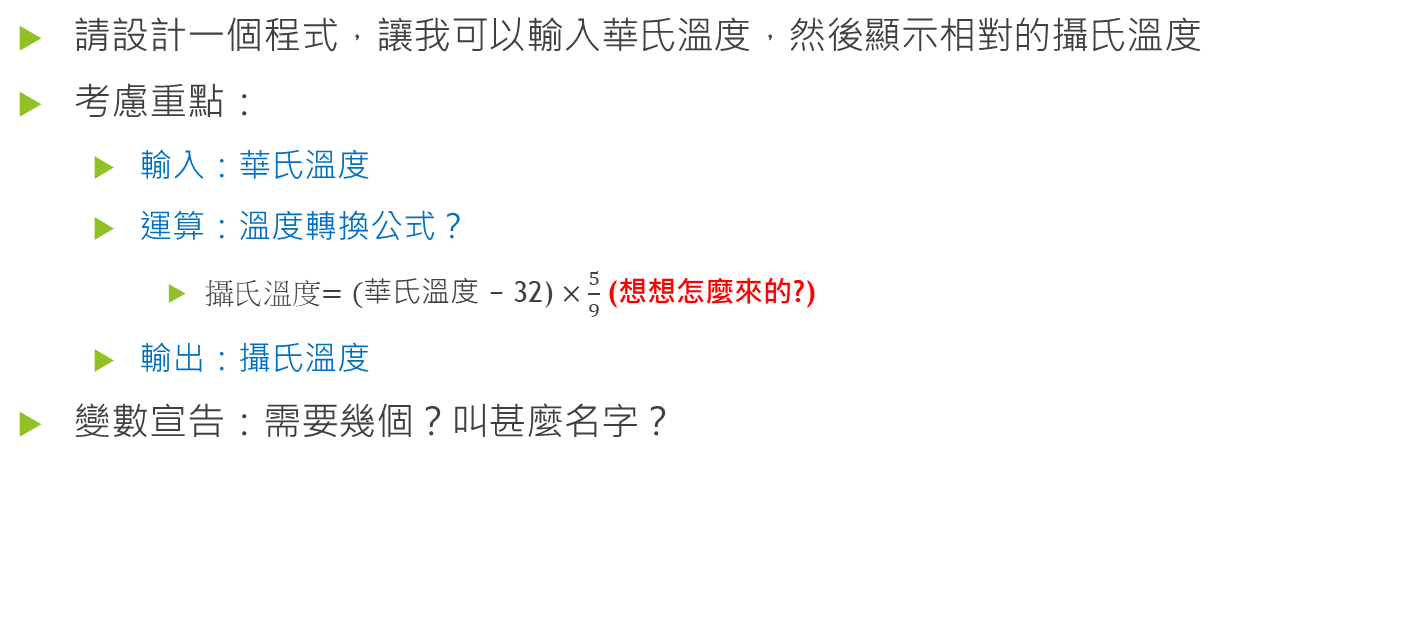 請設計一個程式，讓我可以輸入華氏溫度，然後顯示相對的攝氏溫度
考慮重點：
輸入：華氏溫度
運算：溫度轉換公式？
攝氏溫度= (華氏溫度 – 32) × 5/9 (想想怎麼來的?)
輸出：攝氏溫度
變數宣告：需要幾個？叫甚麼名字？